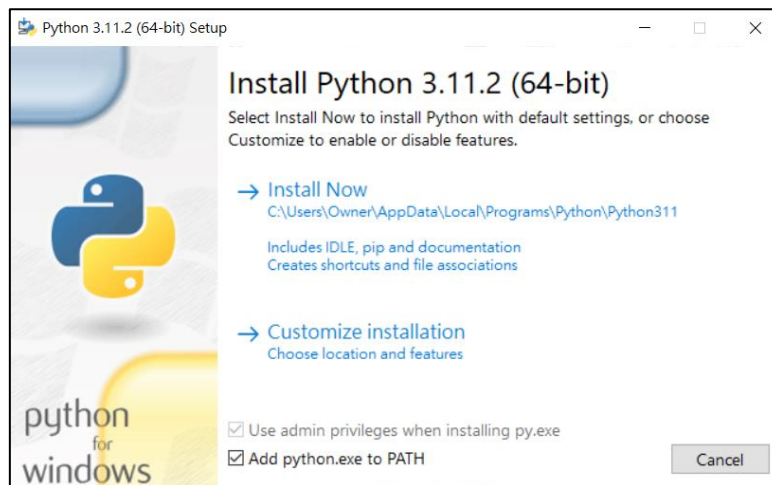 Python 3.11.2 (64-bit) Setup
Install Python 3.11.2 (64-bit)
Select Install Now to install Python with default settings, or choose
Customize to enable or disable features.
Install Now
C:\Users\Owner\AppData\Local\Programs\Python\Python311
Includes IDLE, pip and documentation
Creates shortcuts and file associations
Customize installation
Choose location and features
python
for
windows
Use admin privileges when installing py.exe
Add python.exe to PATH
Cancel